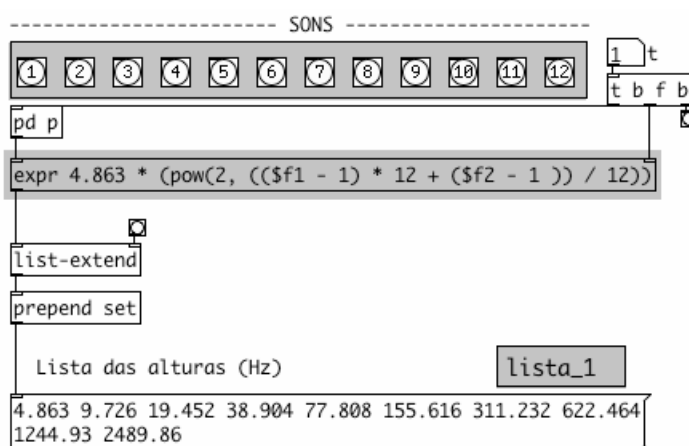 ------------------------ SONS ----------------------
1 2 3 4 5 6 7 8 9 10 11 12
1 t
t b f b
pd p
expr 4.863 * (pow(2, (($f1 - 1) * 12 + ($f2 - 1 )) / 12))
list-extend
prepend set
Lista das alturas (Hz)
lista_1
4.863 9.726 19.452 38.904 77.808 155.616 311.232 622.464
1244.93 2489.86